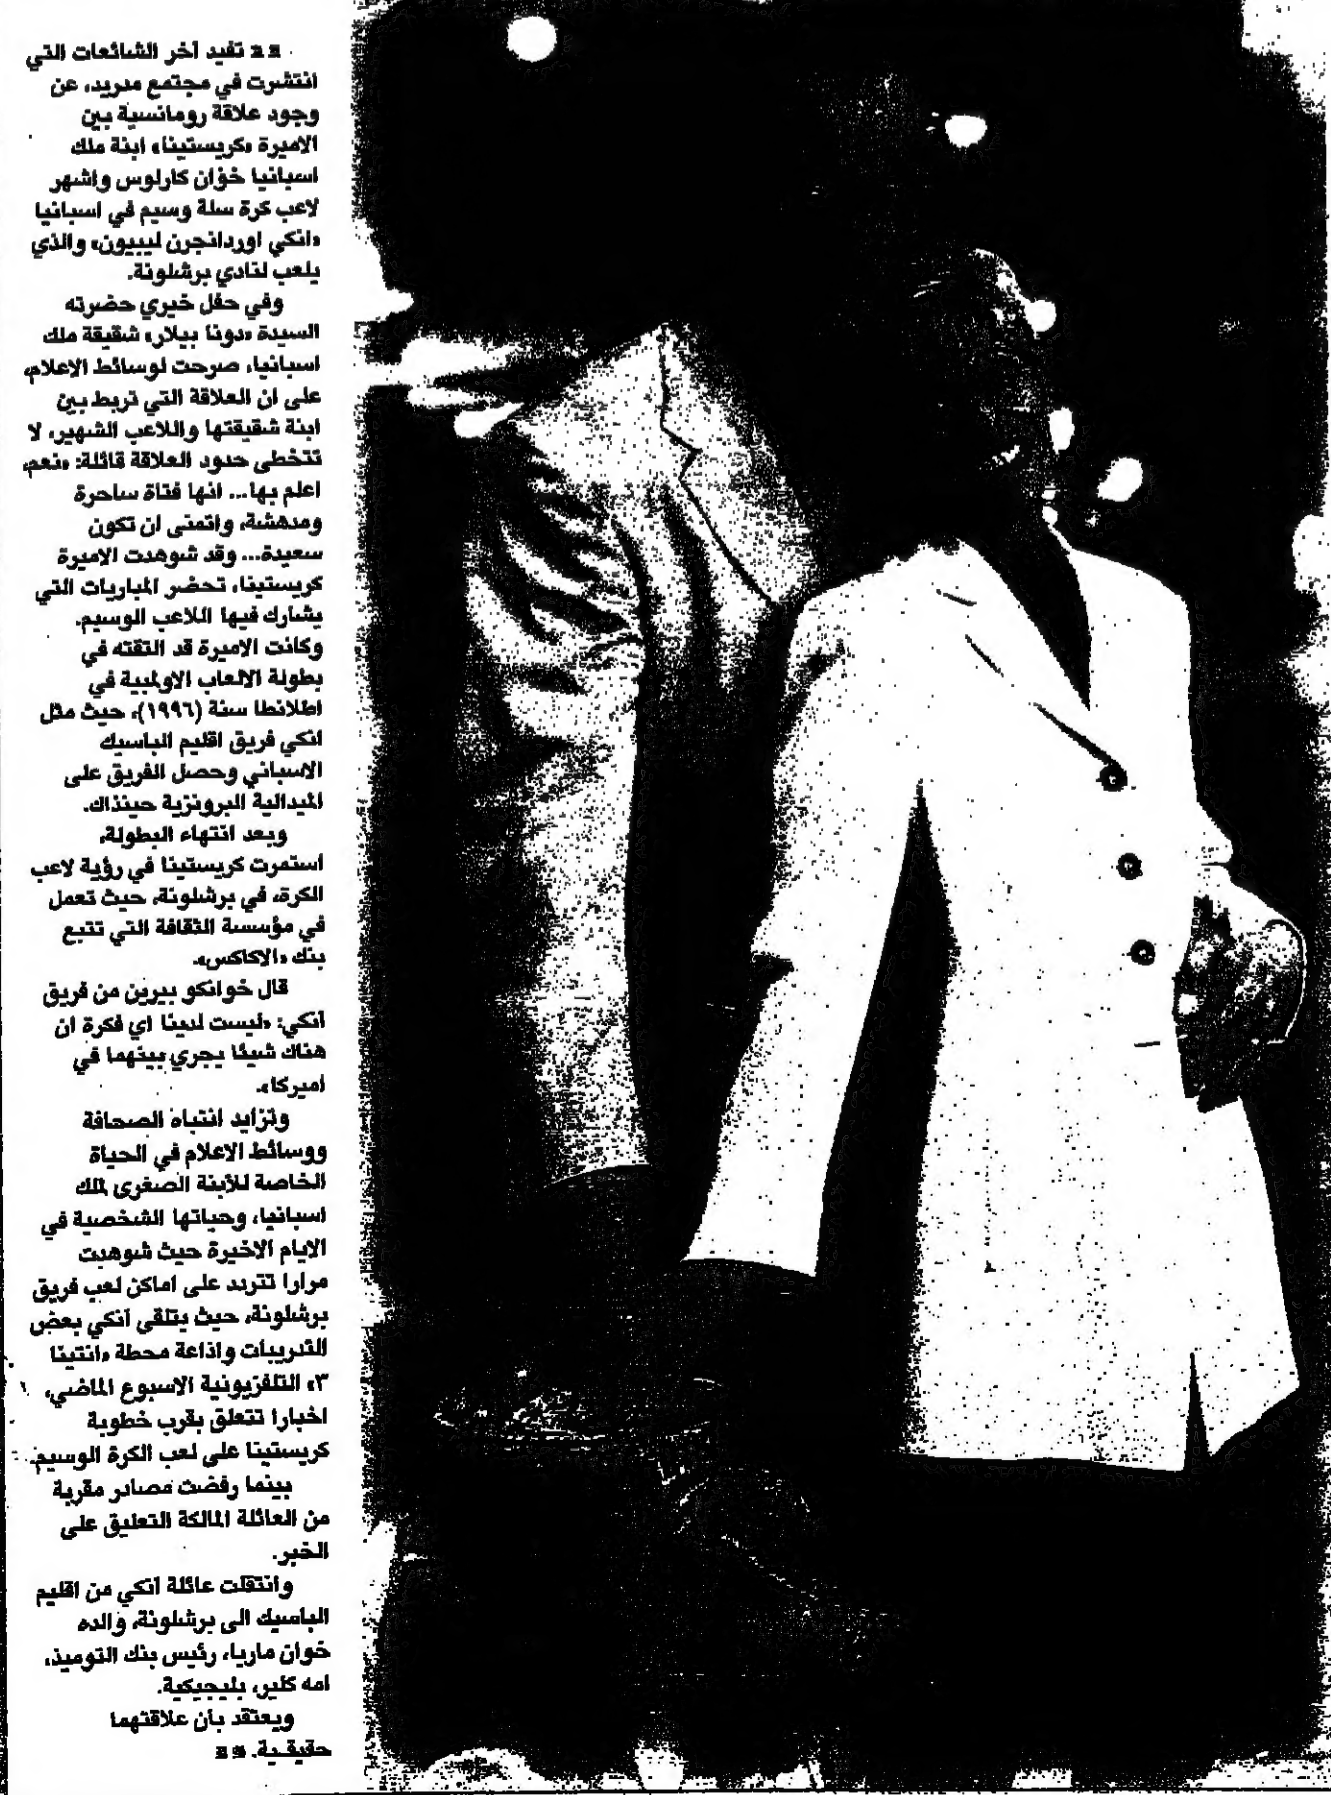 تفيد آخر الشائعات التي
انتشرت في مجتمع مدريد، عن
وجود علاقة رومانسية بين
الاميرة «كريستينا» ابنة ملك
اسبانيا خوان كارلوس واشهر
لاعب كرة سلة وسيم في اسبانيا
«انكي اوردانجرن ليبيون» والذي
يلعب لنادي برشلونة.
وفي حفل خيري حضرته
السيدة «دونا بيلار» شقيقة ملك
اسبانيا، صرحت لوسائط الاعلام،
على ان العلاقة التي تربط بين
ابنة شقيقتها واللاعب الشهير، لا
تتخطى حدود العلاقة قائلة: «نعم،
اعلم بها... انها فتاة ساحرة
ومدهشة، واتمنى ان تكون
سعيدة... وقد شوهدت الاميرة
كريستينا، تحضر المباريات التي
يشارك فيها اللاعب الوسيم.
وكانت الاميرة قد التقته في
بطولة الالعاب الاولمبية في
اطلانطا سنة (١٩٩٦)، حيث مثل
انكي فريق اقليم الباسيك
الاسباني وحصل الفريق على
الميدالية البرونزية حينذاك.
وبعد انتهاء البطولة،
استمرت كريستينا في رؤية لاعب
الكرة، في برشلونة، حيث تعمل
في مؤسسة الثقافة التي تتبع
بنك «الاكاكس».
قال خوانكو بيرين من فريق
آنكي: «ليست لدينا اي فكرة ان
هناك شيئا يجري بينهما في
اميركا».
وتزايد انتباه الصحافة
ووسائط الاعلام في الحياة
الخاصة للابنة الصغرى لملك
اسبانيا، وحياتها الشخصية في
الايام الاخيرة حيث شوهدت
مرارا تتردد على اماكن لعب فريق
برشلونة، حيث يتلقى آنكي بعض
التدريبات واذاعة محطة «انتينا
٣» التلفزيونية الاسبوع الماضي،
اخبارا تتعلق بقرب خطوبة
كريستينا على لعب الكرة الوسيم.
بينما رفضت مصادر مقربة
من العائلة المالكة التعليق على
الخبر.
وانتقلت عائلة آنكي من اقليم
الباسيك الى برشلونة، والده
خوان ماريا، رئيس بنك التوميذ،
امه كلير، بليجيكية.
ويعتقد بأن علاقتهما
حقيقية.